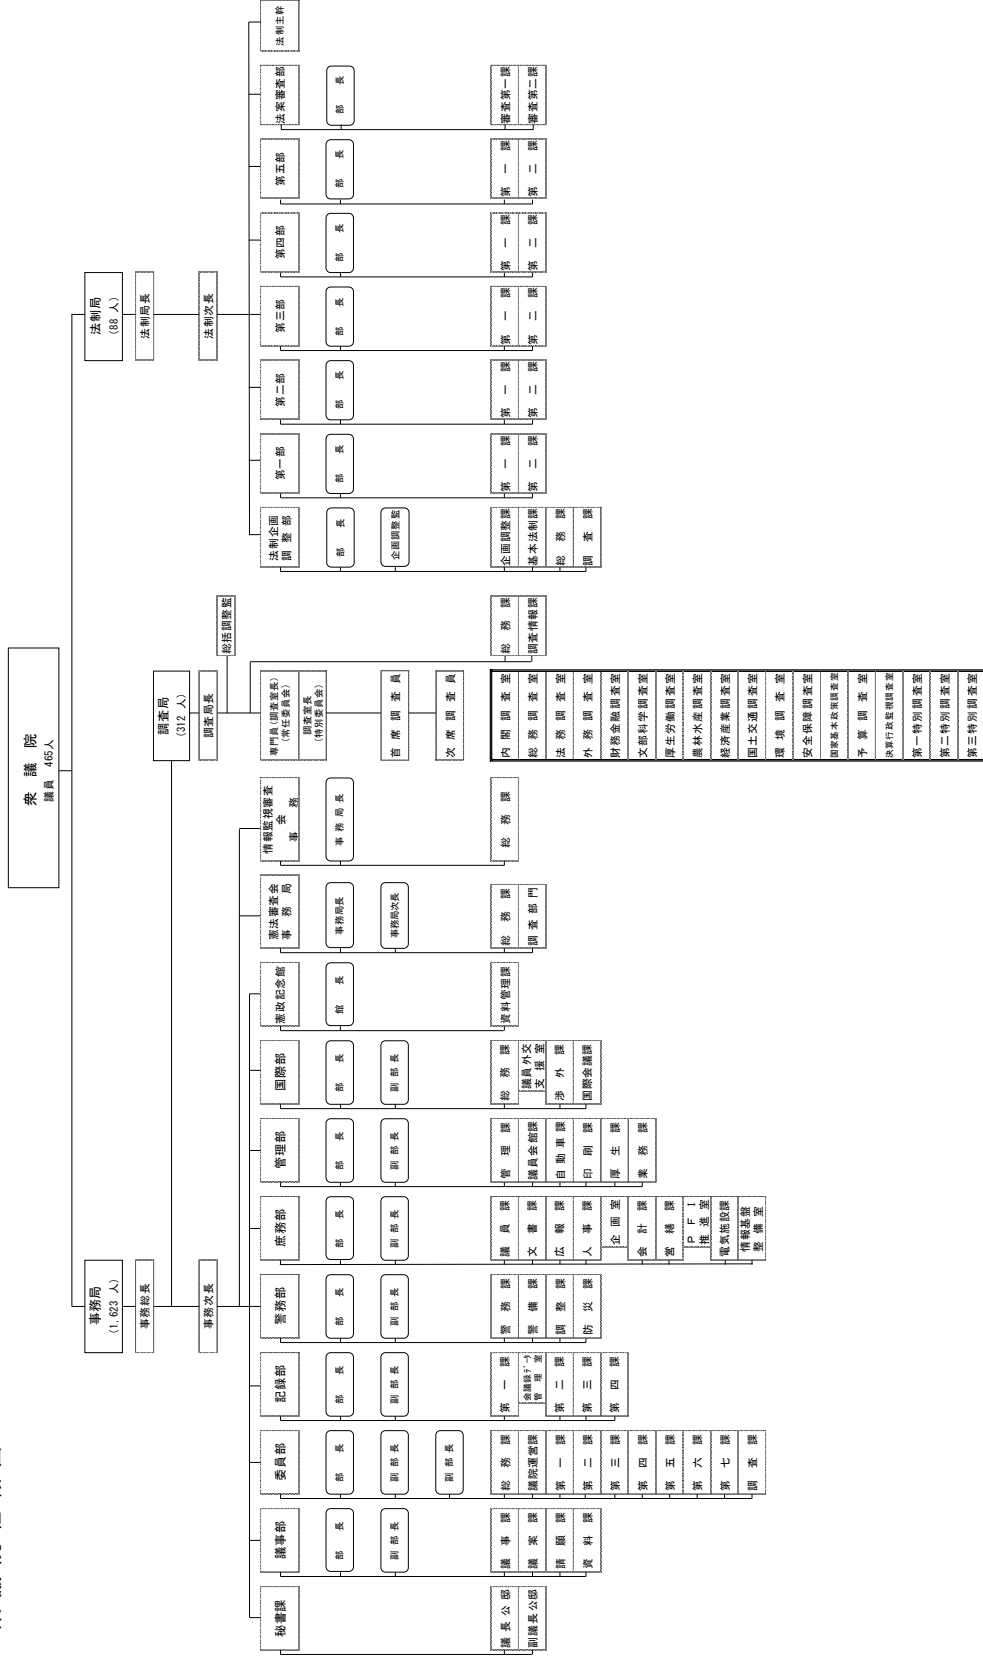 衆議院
議員 465人
事務局
(1,623 人)
事務総長
事務次長
調査局
(312 人)
調査局長
総括調整監
法制局
(88 人)
法制局長
法制次長
秘書課
議長公邸
副議長公邸
議事部
部長
副部長
議事課
議案課
請願課
資料課
委員部
部長
副部長
副部長
総務課
議院運営課
第一課
第二課
第三課
第四課
第五課
第六課
第七課
調査課
記録部
部長
副部長
第一課
会議録データ
管理室
第二課
第三課
第四課
警務部
部長
副部長
警務課
警備課
調整課
防災課
庶務部
部長
副部長
議員課
文書課
広報課
人事課
企画室
会計課
営繕課
PFI
推進室
電気施設課
情報基盤
整備室
管理部
部長
副部長
管理課
議員会館課
自動車課
印刷課
厚生課
業務課
国際部
部長
副部長
総務課
議員外交
支援室
渉外課
国際会議課
憲政記念館
館長
資料管理課
憲法審査会
事務局
事務局長
事務局次長
総務課
調査部門
情報監視審査
会
事務
事務局長
総務課
専門員(調査室長)
(常任委員会)
調査室長
(特別委員会)
首席調査員
次席調査員
内閣調査室
総務調査室
法務調査室
外務調査室
財務金融調査室
文部科学調査室
厚生労働調査室
農林水産調査室
経済産業調査室
国土交通調査室
環境調査室
安全保障調査室
国家基本政策調査室
予算調査室
決算行政監視調査室
第一特別調査室
第二特別調査室
第三特別調査室
総務課
調査情報課
法制企画
調整部
部長
企画調整監
企画調整課
基本法制課
総務課
調査課
第一部
部長
第一課
第二課
第二部
部長
第一課
第二課
第三部
部長
第一課
第二課
第四部
部長
第一課
第二課
第五部
部長
第一課
第二課
法案審査部
部長
審査第一課
審査第二課
法制主幹